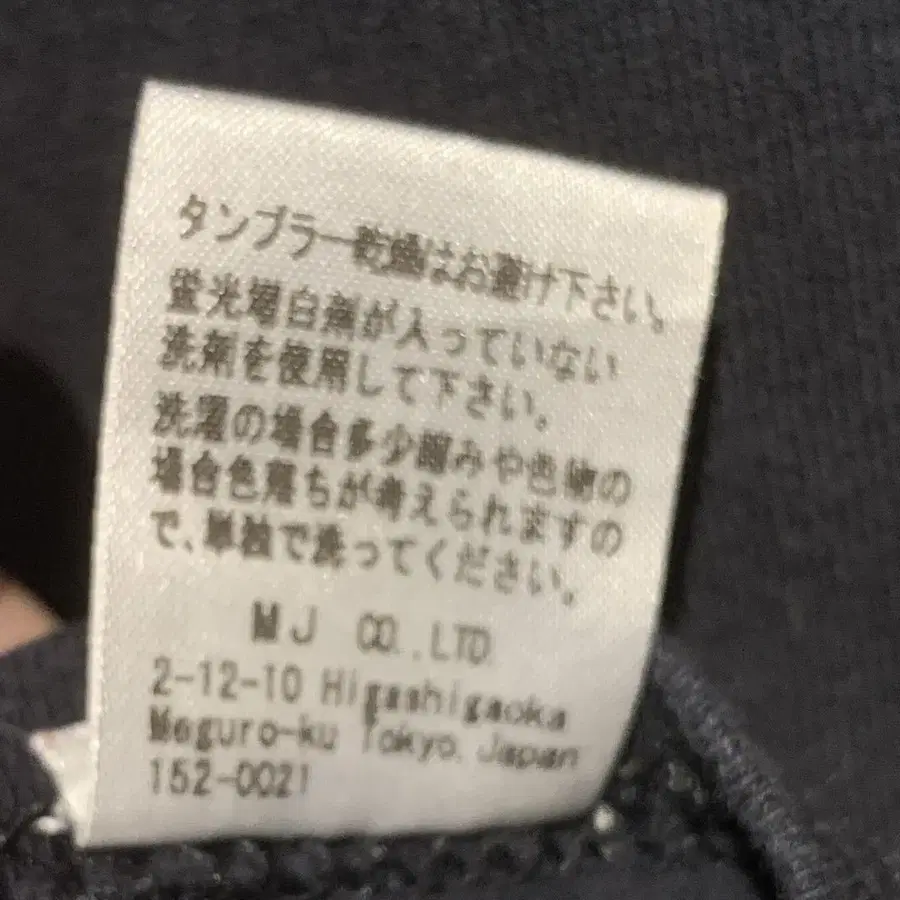 タンブラー乾燥はお避け下さい。
蛍光増白剤が入っていない
洗剤を使用して下さい。
洗濯の場合多少縮みや色物の
場合色落ちが考えられますの
で、単独で洗ってください。
MJ CO.,LTD.
2-12-10 Higashigaoka
Meguro-ku Tokyo, Japan
152-0021